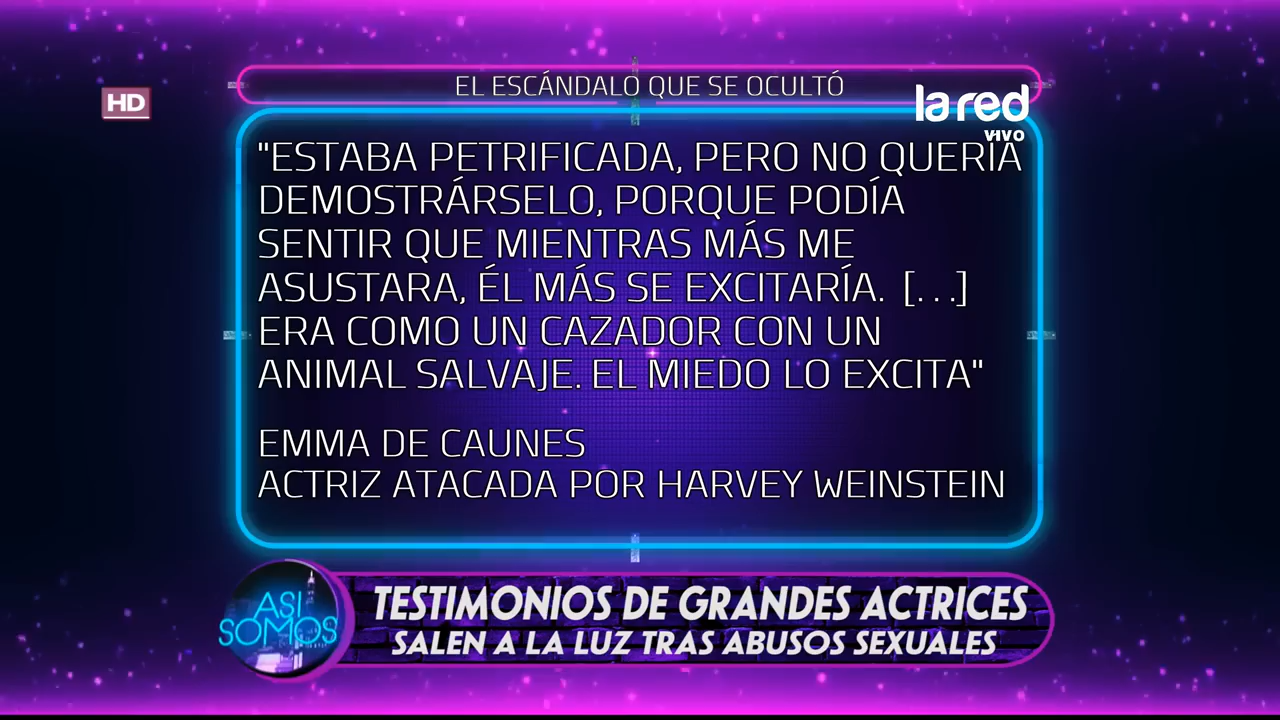 EL ESCÁNDALO QUE SE OCULTÓ
HD
la red
VIVO
"ESTABA PETRIFICADA, PERO NO QUERÍA
DEMOSTRÁRSELO, PORQUE PODÍA
SENTIR QUE MIENTRAS MÁS ME
ASUSTARA, ÉL MÁS SE EXCITARÍA. [...]
ERA COMO UN CAZADOR CON UN
ANIMAL SALVAJE. EL MIEDO LO EXCITA"
EMMA DE CAUNES
ACTRIZ ATACADA POR HARVEY WEINSTEIN
ASI
SOMOS
TESTIMONIOS DE GRANDES ACTRICES
SALEN A LA LUZ TRAS ABUSOS SEXUALES